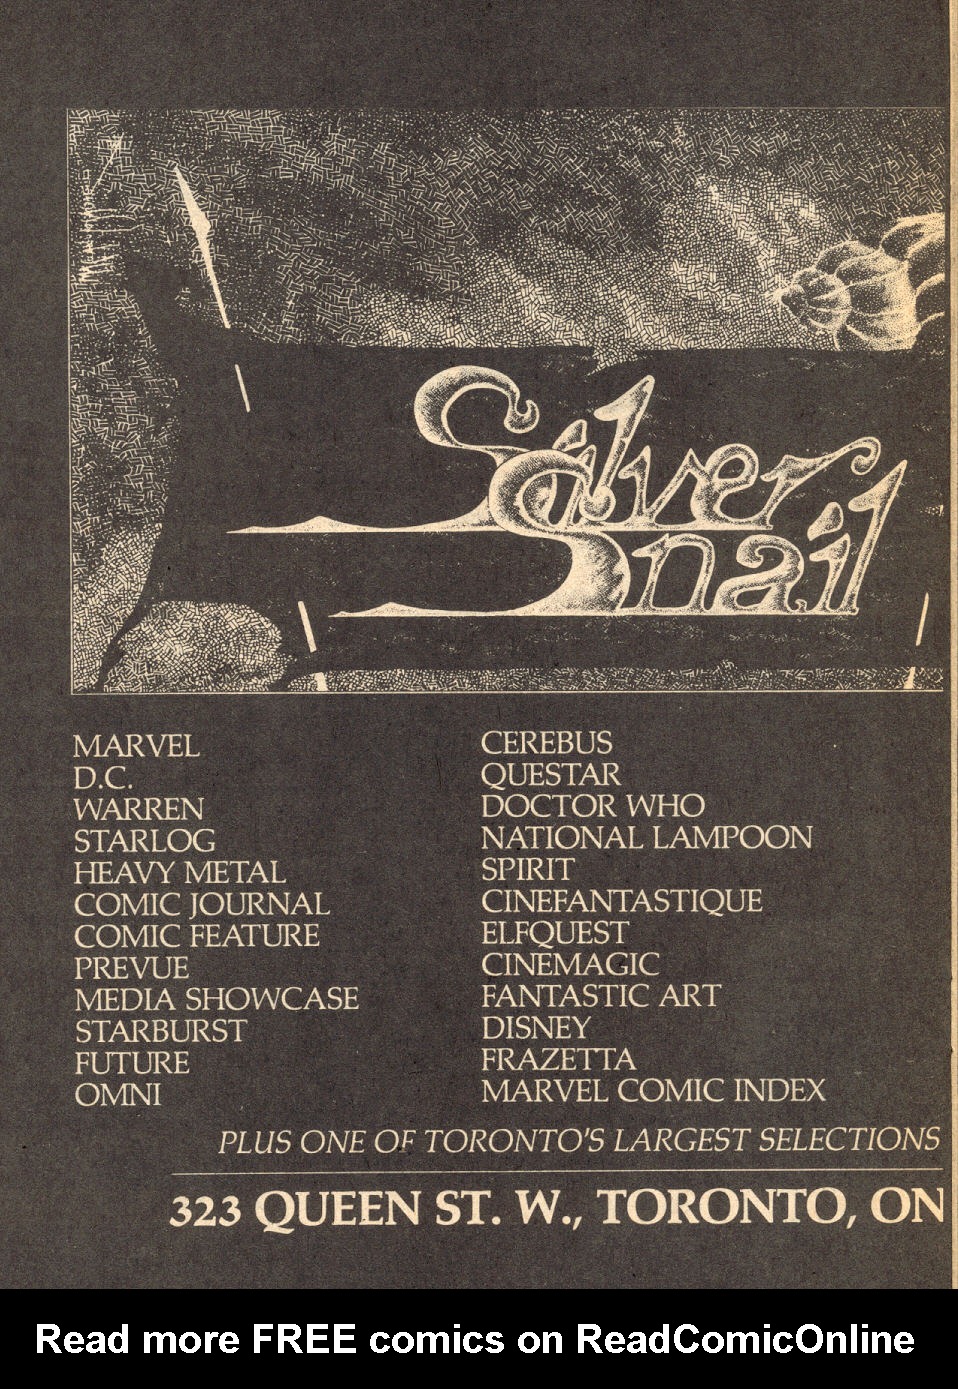 Silver
Snail
MARVEL
D.C.
WARREN
STARLOG
HEAVY METAL
COMIC JOURNAL
COMIC FEATURE
PREVUE
MEDIA SHOWCASE
STARBURST
FUTURE
OMNI
CEREBUS
QUESTAR
DOCTOR WHO
NATIONAL LAMPOON
SPIRIT
CINEFANTASTIQUE
ELFQUEST
CINEMAGIC
FANTASTIC ART
DISNEY
FRAZETTA
MARVEL COMIC INDEX
PLUS ONE OF TORONTO'S LARGEST SELECTIONS
323 QUEEN ST. W., TORONTO, ON
Read more FREE comics on ReadComicOnline